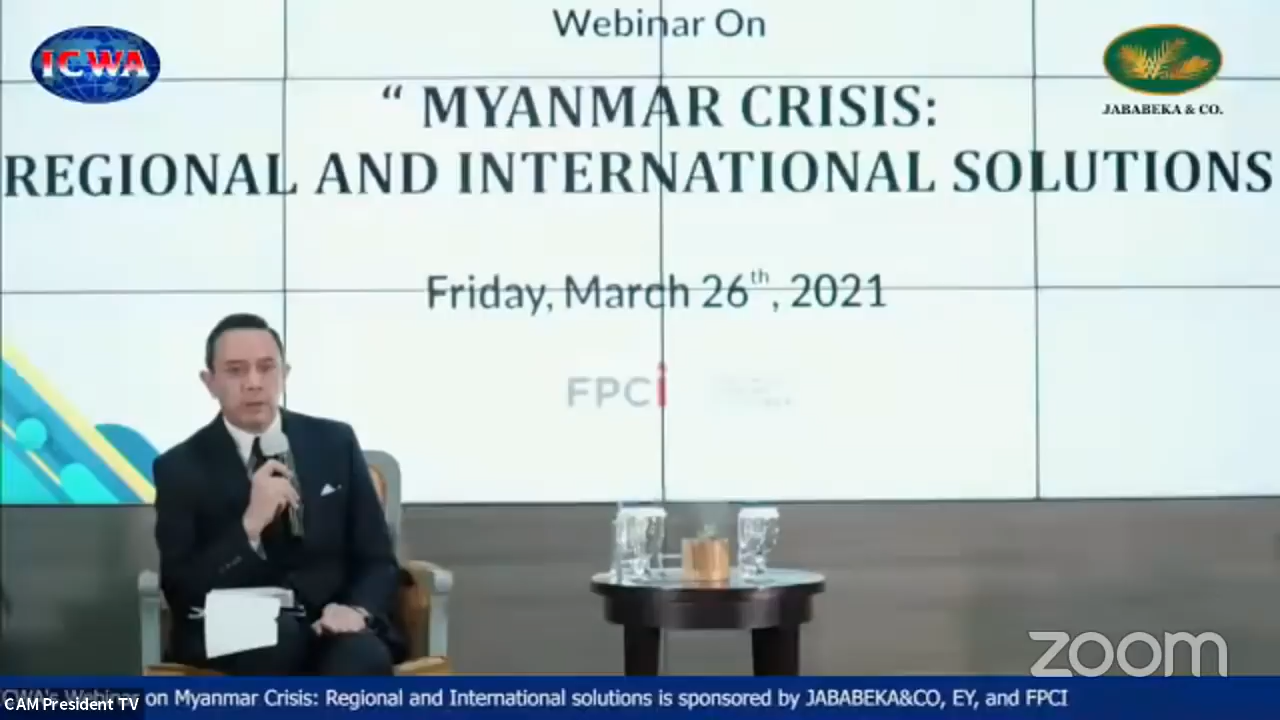 Webinar On
ICWA
JABABEKA & CO.
“ MYANMAR CRISIS:
REGIONAL AND INTERNATIONAL SOLUTIONS
Friday, March 26th, 2021
FPCi
zoom
on Myanmar Crisis: Regional and International solutions is sponsored by JABABEKA&CO, EY, and FPCI
CAM President TV